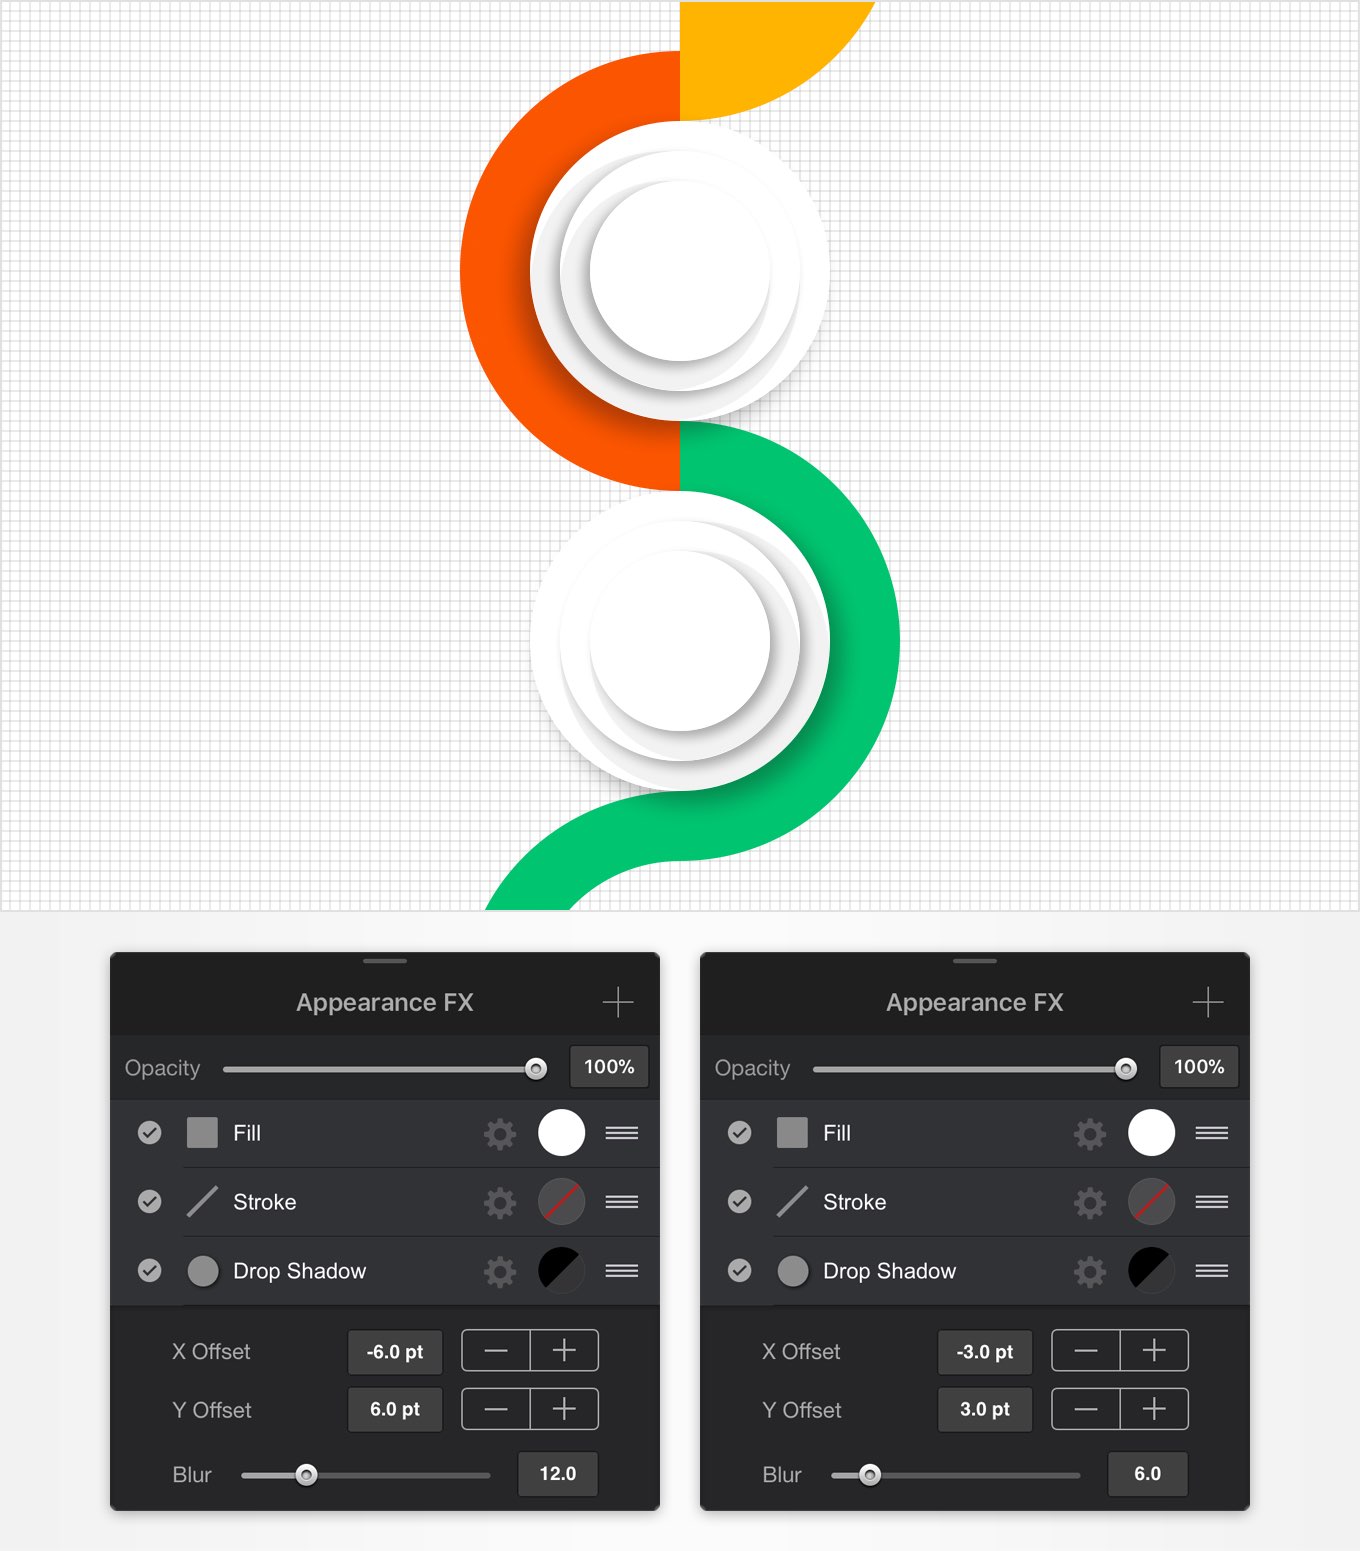 Appearance FX
Opacity 100%
Fill
Stroke
Drop Shadow
X Offset -6.0 pt
Y Offset 6.0 pt
Blur 12.0
Appearance FX
Opacity 100%
Fill
Stroke
Drop Shadow
X Offset -3.0 pt
Y Offset 3.0 pt
Blur 6.0